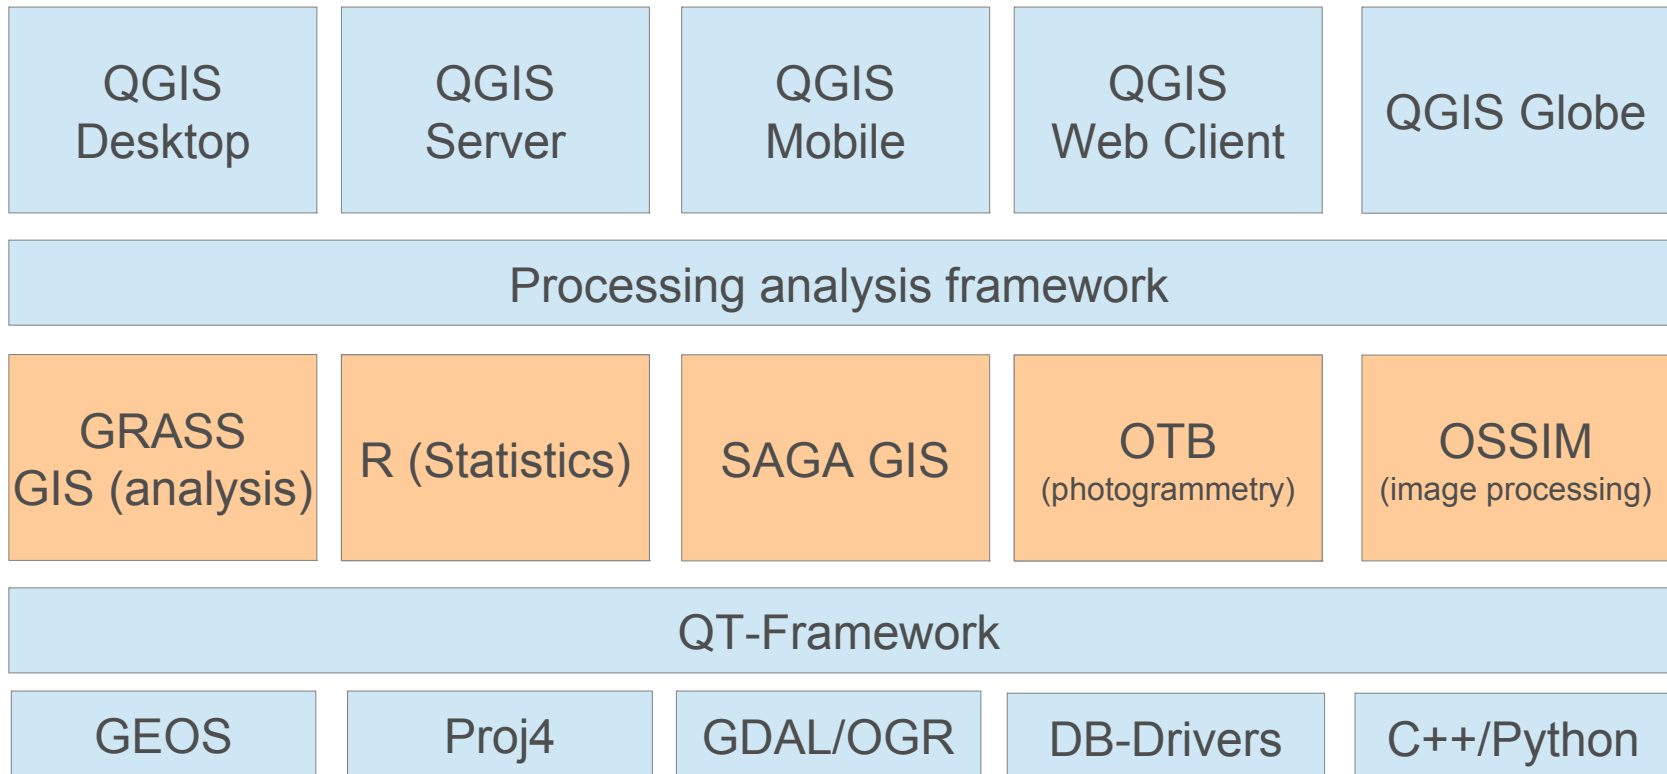 QGIS
Desktop
QGIS
Server
QGIS
Mobile
QGIS
Web Client
QGIS Globe
Processing analysis framework
GRASS
GIS (analysis)
R (Statistics)
SAGA GIS
OTB
(photogrammetry)
OSSIM
(image processing)
QT-Framework
GEOS
Proj4
GDAL/OGR
DB-Drivers
C++/Python